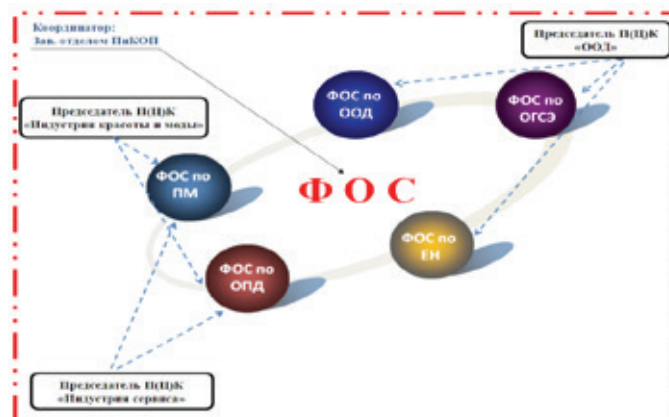 Координатор:
Зав. отделом ПиКОП
Председатель П(Ц)К
«ООД»
ФОС по
ООД
ФОС по
ОГСЭ
Председатель П(Ц)К
«Индустрия красоты и моды»
ФОС по
ПМ
ФОС
ФОС по
ЕН
ФОС по
ОПД
Председатель П(Ц)К
«Индустрия сервиса»